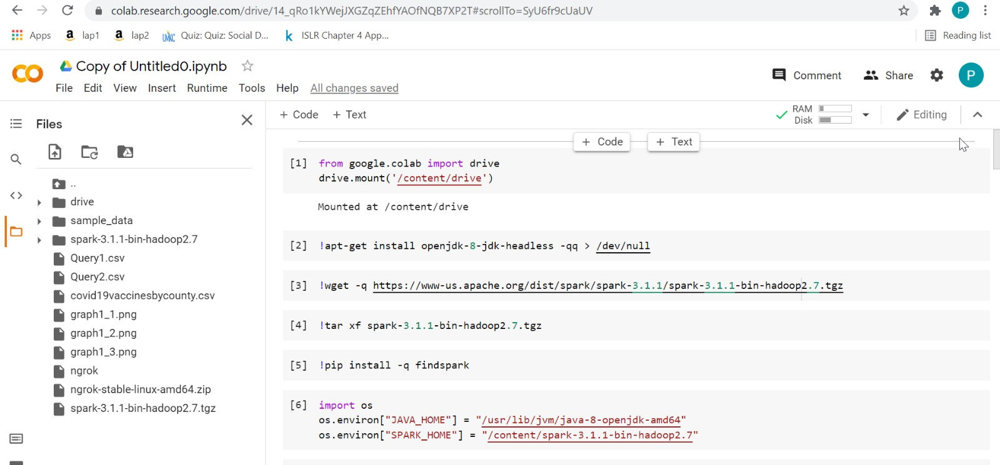 colab.research.google.com/drive/14_qRo1kYWejJXGZqZEhfYAOfNQB7XP2T#scrollTo=SyU6fr9cUaUV
P
Apps
a lap1
a lap2
UMKC Quiz: Quiz: Social D...
k ISLR Chapter 4 App...
Reading list
CO
Copy of Untitled0.ipynb
Comment
Share
P
File Edit View Insert Runtime Tools Help All changes saved
Files
+ Code + Text
RAM
Disk
Editing
+ Code + Text
..
drive
sample_data
spark-3.1.1-bin-hadoop2.7
Query1.csv
Query2.csv
covid19vaccinesbycounty.csv
graph1_1.png
graph1_2.png
graph1_3.png
ngrok
ngrok-stable-linux-amd64.zip
spark-3.1.1-bin-hadoop2.7.tgz
[1] from google.colab import drive
drive.mount('/content/drive')
Mounted at /content/drive
[2] !apt-get install openjdk-8-jdk-headless -qq > /dev/null
[3] !wget -q https://www-us.apache.org/dist/spark/spark-3.1.1/spark-3.1.1-bin-hadoop2.7.tgz
[4] !tar xf spark-3.1.1-bin-hadoop2.7.tgz
[5] !pip install -q findspark
[6] import os
os.environ["JAVA_HOME"] = "/usr/lib/jvm/java-8-openjdk-amd64"
os.environ["SPARK_HOME"] = "/content/spark-3.1.1-bin-hadoop2.7"